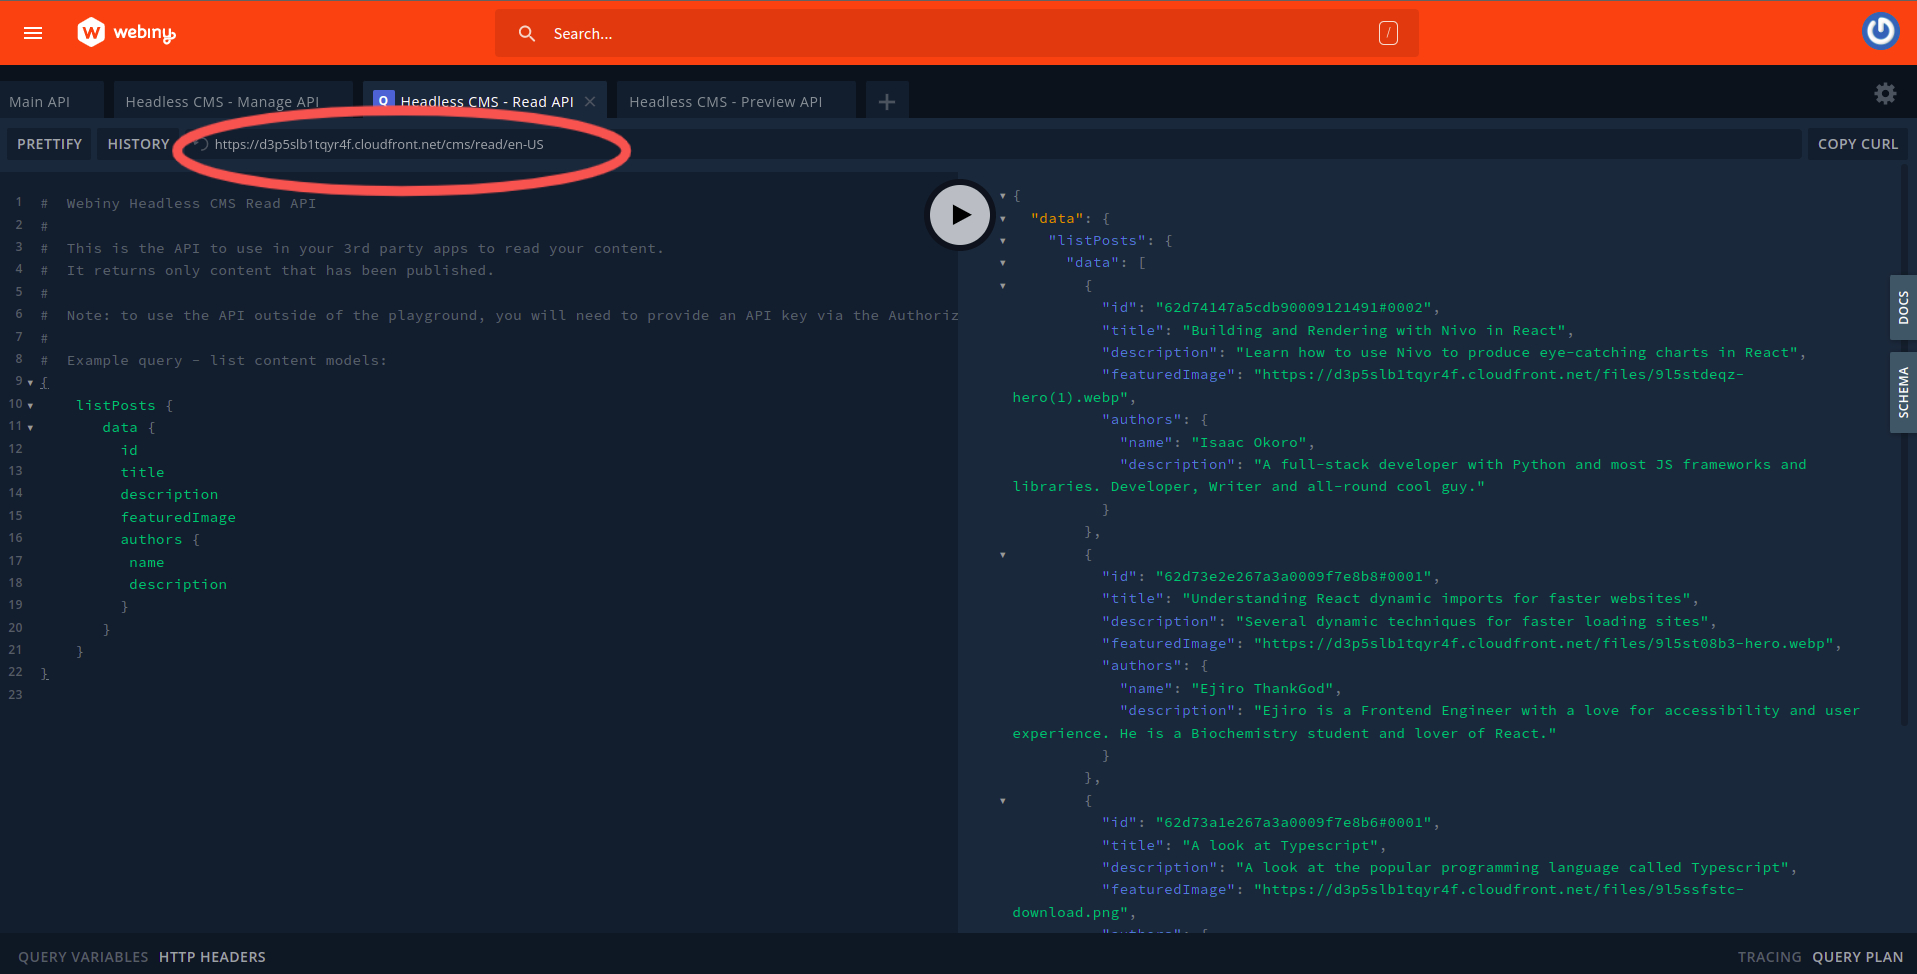 webiny
Search...
/
Main API
Headless CMS - Manage API
Q Headless CMS - Read API
Headless CMS - Preview API
PRETTIFY
HISTORY
https://d3p5slb1tqyr4f.cloudfront.net/cms/read/en-US
COPY CURL
1 # Webiny Headless CMS Read API
2 #
3 # This is the API to use in your 3rd party apps to read your content.
4 # It returns only content that has been published.
5 #
6 # Note: to use the API outside of the playground, you will need to provide an API key via the Authoriz
7 #
8 # Example query - list content models:
9 {
10 listPosts {
11 data {
12 id
13 title
14 description
15 featuredImage
16 authors {
17 name
18 description
19 }
20 }
21 }
22 }
23
{
"data": {
"listPosts": {
"data": [
{
"id": "62d74147a5cdb90009121491#0002",
"title": "Building and Rendering with Nivo in React",
"description": "Learn how to use Nivo to produce eye-catching charts in React",
"featuredImage": "https://d3p5slb1tqyr4f.cloudfront.net/files/9l5stdeqz-
hero(1).webp",
"authors": {
"name": "Isaac Okoro",
"description": "A full-stack developer with Python and most JS frameworks and
libraries. Developer, Writer and all-round cool guy."
}
},
{
"id": "62d73e2e267a3a0009f7e8b8#0001",
"title": "Understanding React dynamic imports for faster websites",
"description": "Several dynamic techniques for faster loading sites",
"featuredImage": "https://d3p5slb1tqyr4f.cloudfront.net/files/9l5st08b3-hero.webp",
"authors": {
"name": "Ejiro ThankGod",
"description": "Ejiro is a Frontend Engineer with a love for accessibility and user
experience. He is a Biochemistry student and lover of React."
}
},
{
"id": "62d73a1e267a3a0009f7e8b6#0001",
"title": "A look at Typescript",
"description": "A look at the popular programming language called Typescript",
"featuredImage": "https://d3p5slb1tqyr4f.cloudfront.net/files/9l5ssfstc-
download.png",
"authors": {
DOCS
SCHEMA
QUERY VARIABLES
HTTP HEADERS
TRACING
QUERY PLAN